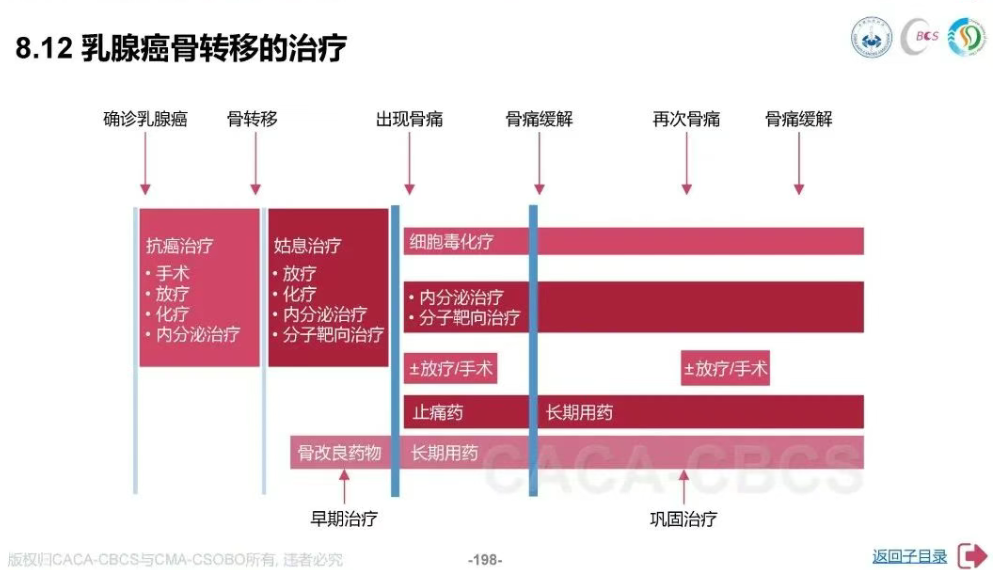 8.12 乳腺癌骨转移的治疗
BCS
确诊乳腺癌 骨转移 出现骨痛 骨痛缓解 再次骨痛 骨痛缓解
抗癌治疗
• 手术
• 放疗
• 化疗
• 内分泌治疗
姑息治疗
• 放疗
• 化疗
• 内分泌治疗
• 分子靶向治疗
细胞毒化疗
• 内分泌治疗
• 分子靶向治疗
±放疗/手术 ±放疗/手术
止痛药 长期用药
骨改良药物 长期用药
CACA-CBCS
早期治疗 巩固治疗
版权归CACA-CBCS与CMA-CSOBO所有, 违者必究
-198-
返回子目录